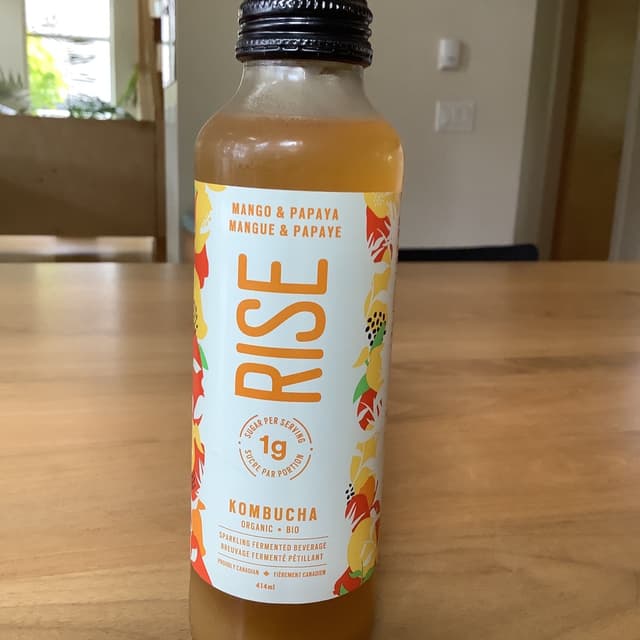 MANGO & PAPAYA
MANGUE & PAPAYE
RISE
SUGAR PER SERVING
1g
SUCRE PAR PORTION
KOMBUCHA
ORGANIC • BIO
SPARKLING FERMENTED BEVERAGE
BREUVAGE FERMENTÉ PÉTILLANT
PROUDLY CANADIAN ♦ FIÈREMENT CANADIEN
414ml